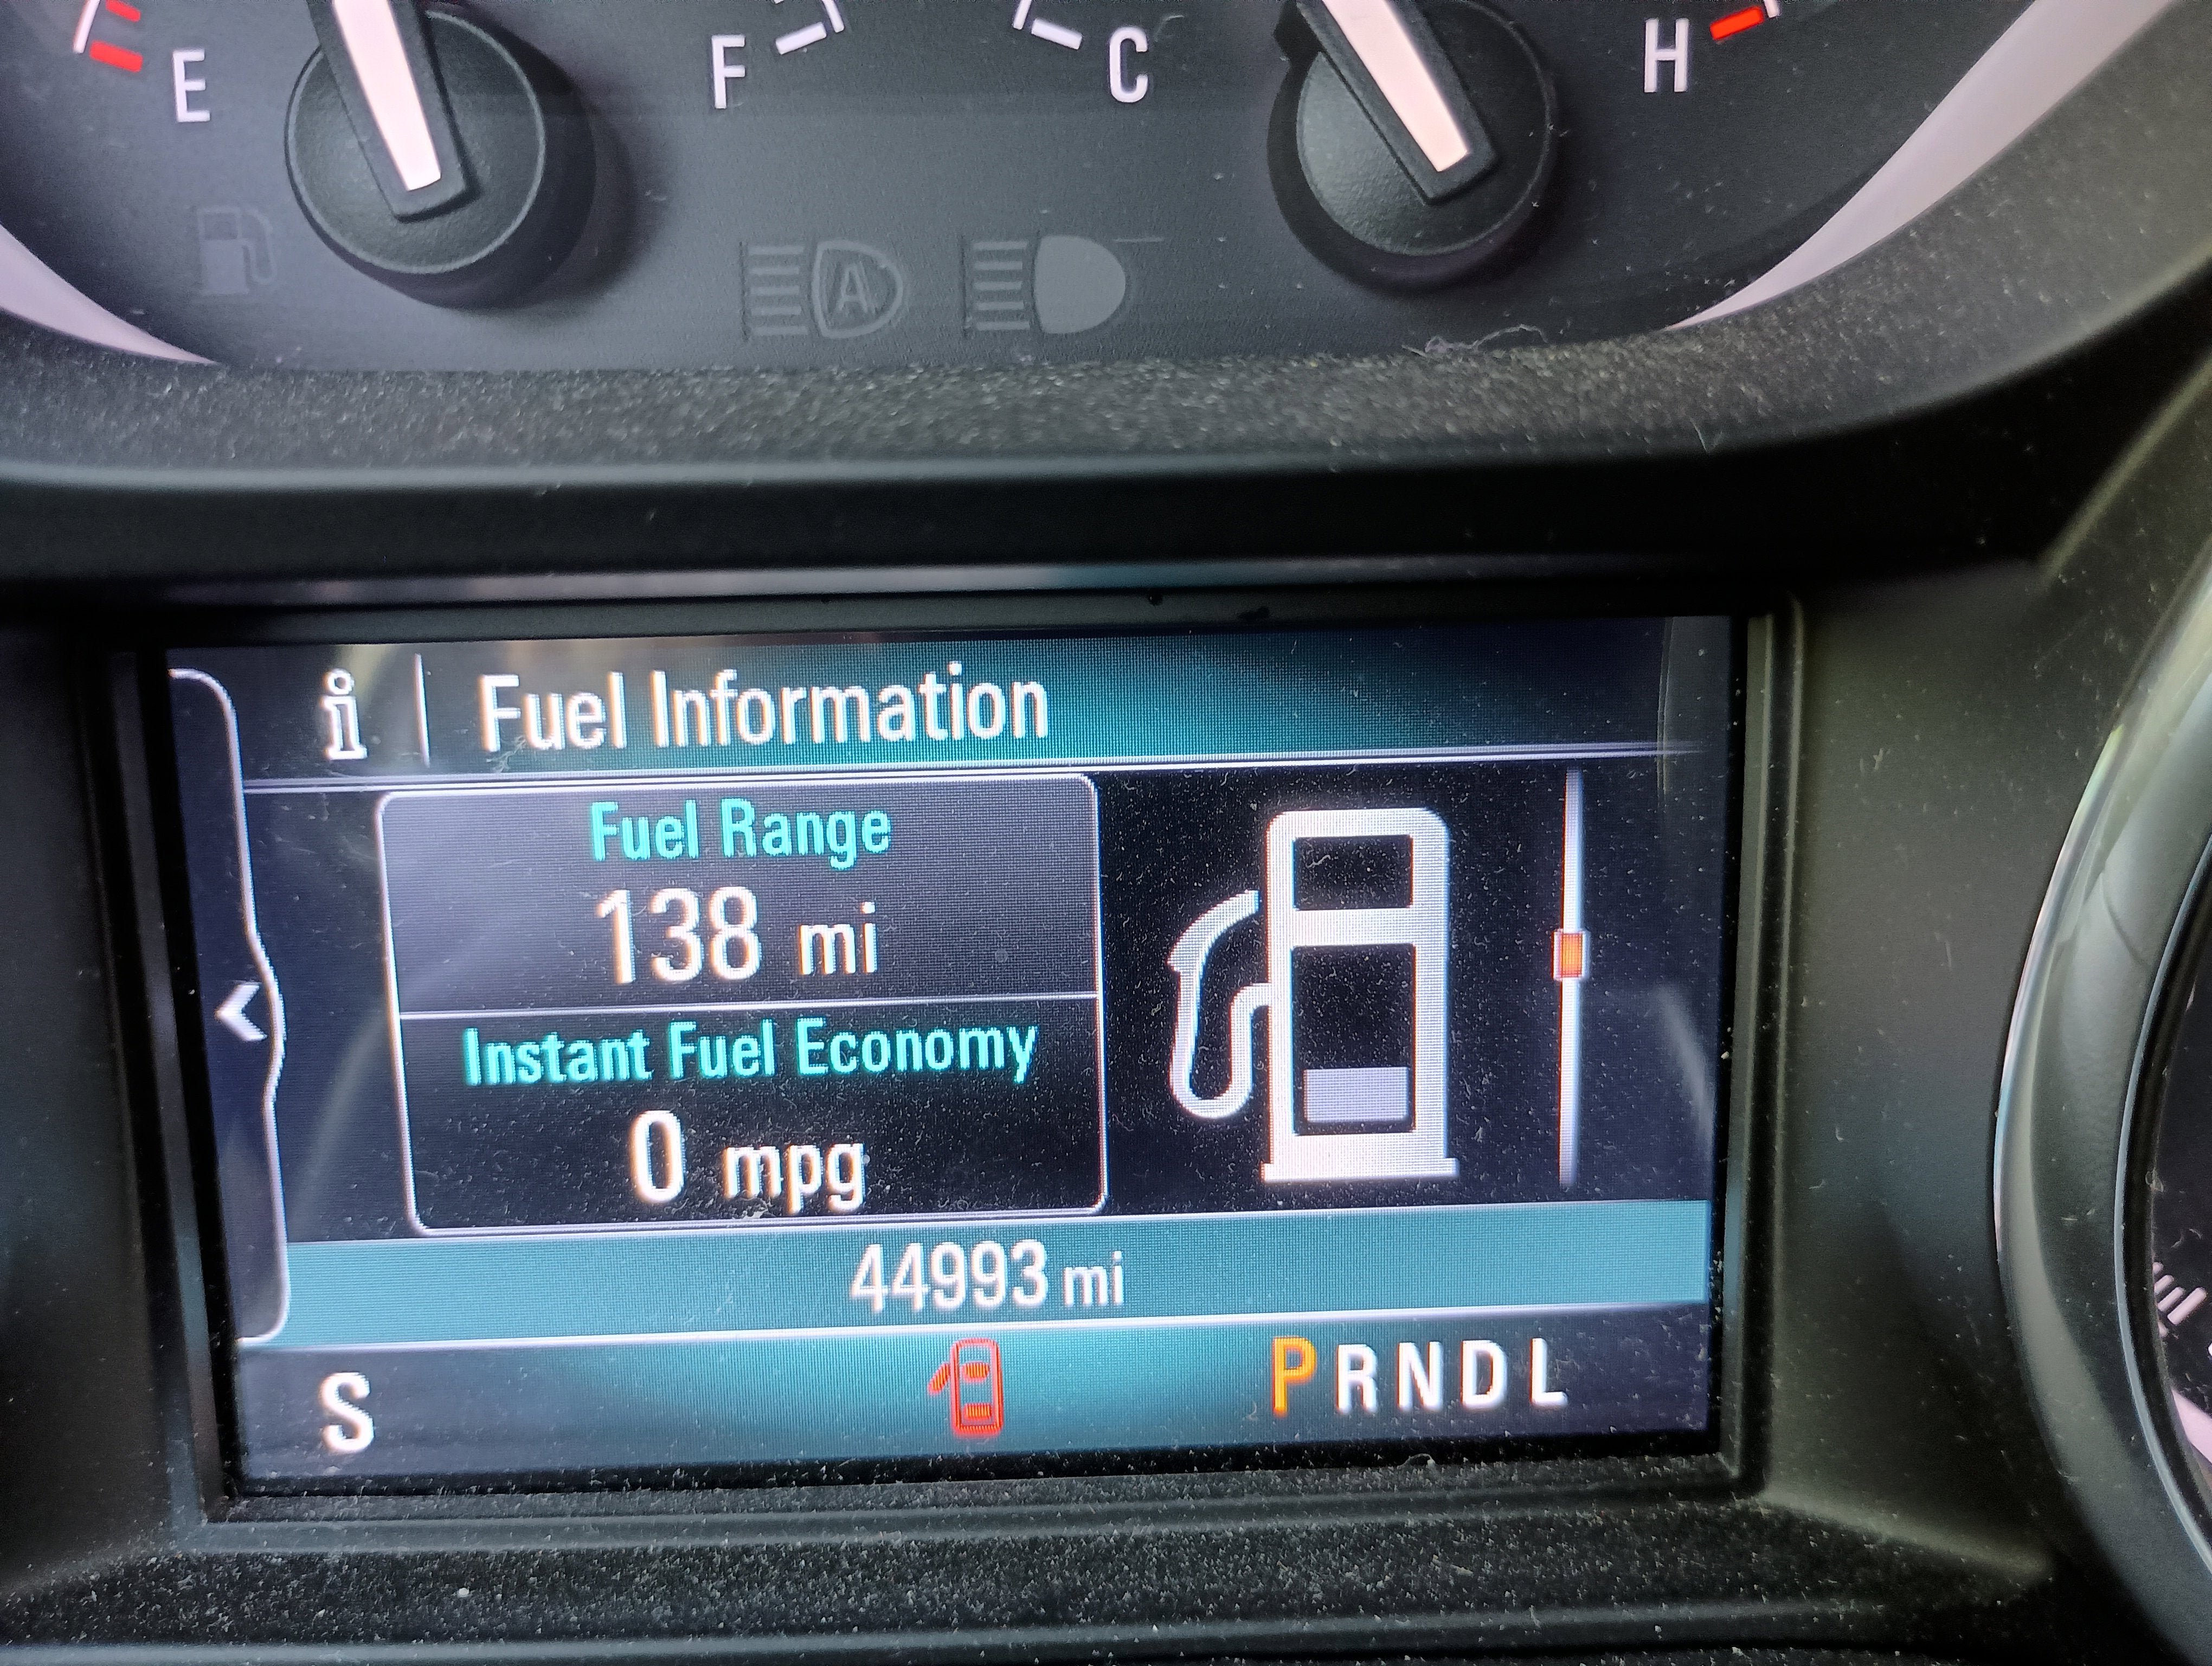 E F C H
A
i Fuel Information
Fuel Range
138 mi
Instant Fuel Economy
0 mpg
44993 mi
S PRNDL